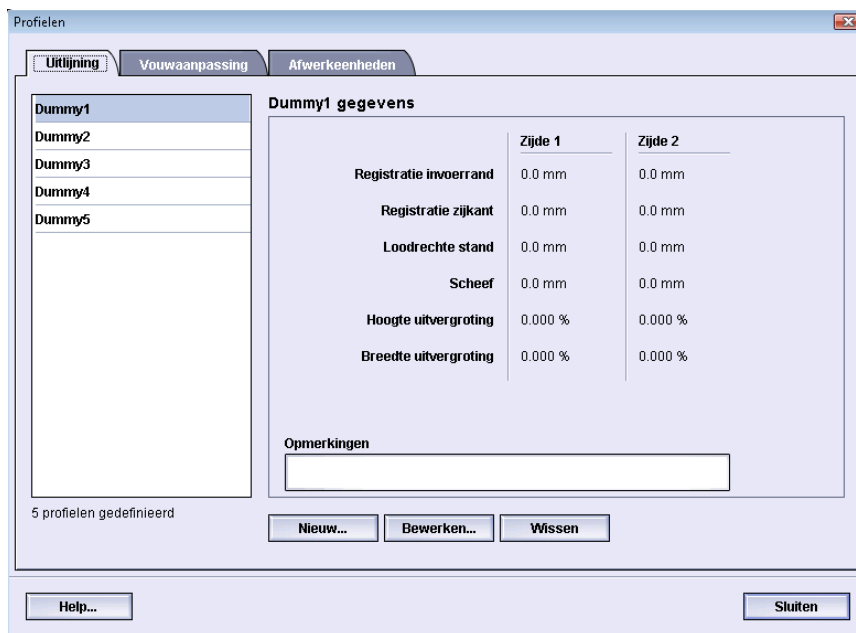 Profielen
Uitlijning
Vouwaanpassing
Afwerkeenheden
Dummy1
Dummy2
Dummy3
Dummy4
Dummy5
5 profielen gedefinieerd
Dummy1 gegevens
Zijde 1 Zijde 2
Registratie invoerrand 0.0 mm 0.0 mm
Registratie zijkant 0.0 mm 0.0 mm
Loodrechte stand 0.0 mm 0.0 mm
Scheef 0.0 mm 0.0 mm
Hoogte uitvergroting 0.000 % 0.000 %
Breedte uitvergroting 0.000 % 0.000 %
Opmerkingen
Nieuw... Bewerken... Wissen
Help... Sluiten